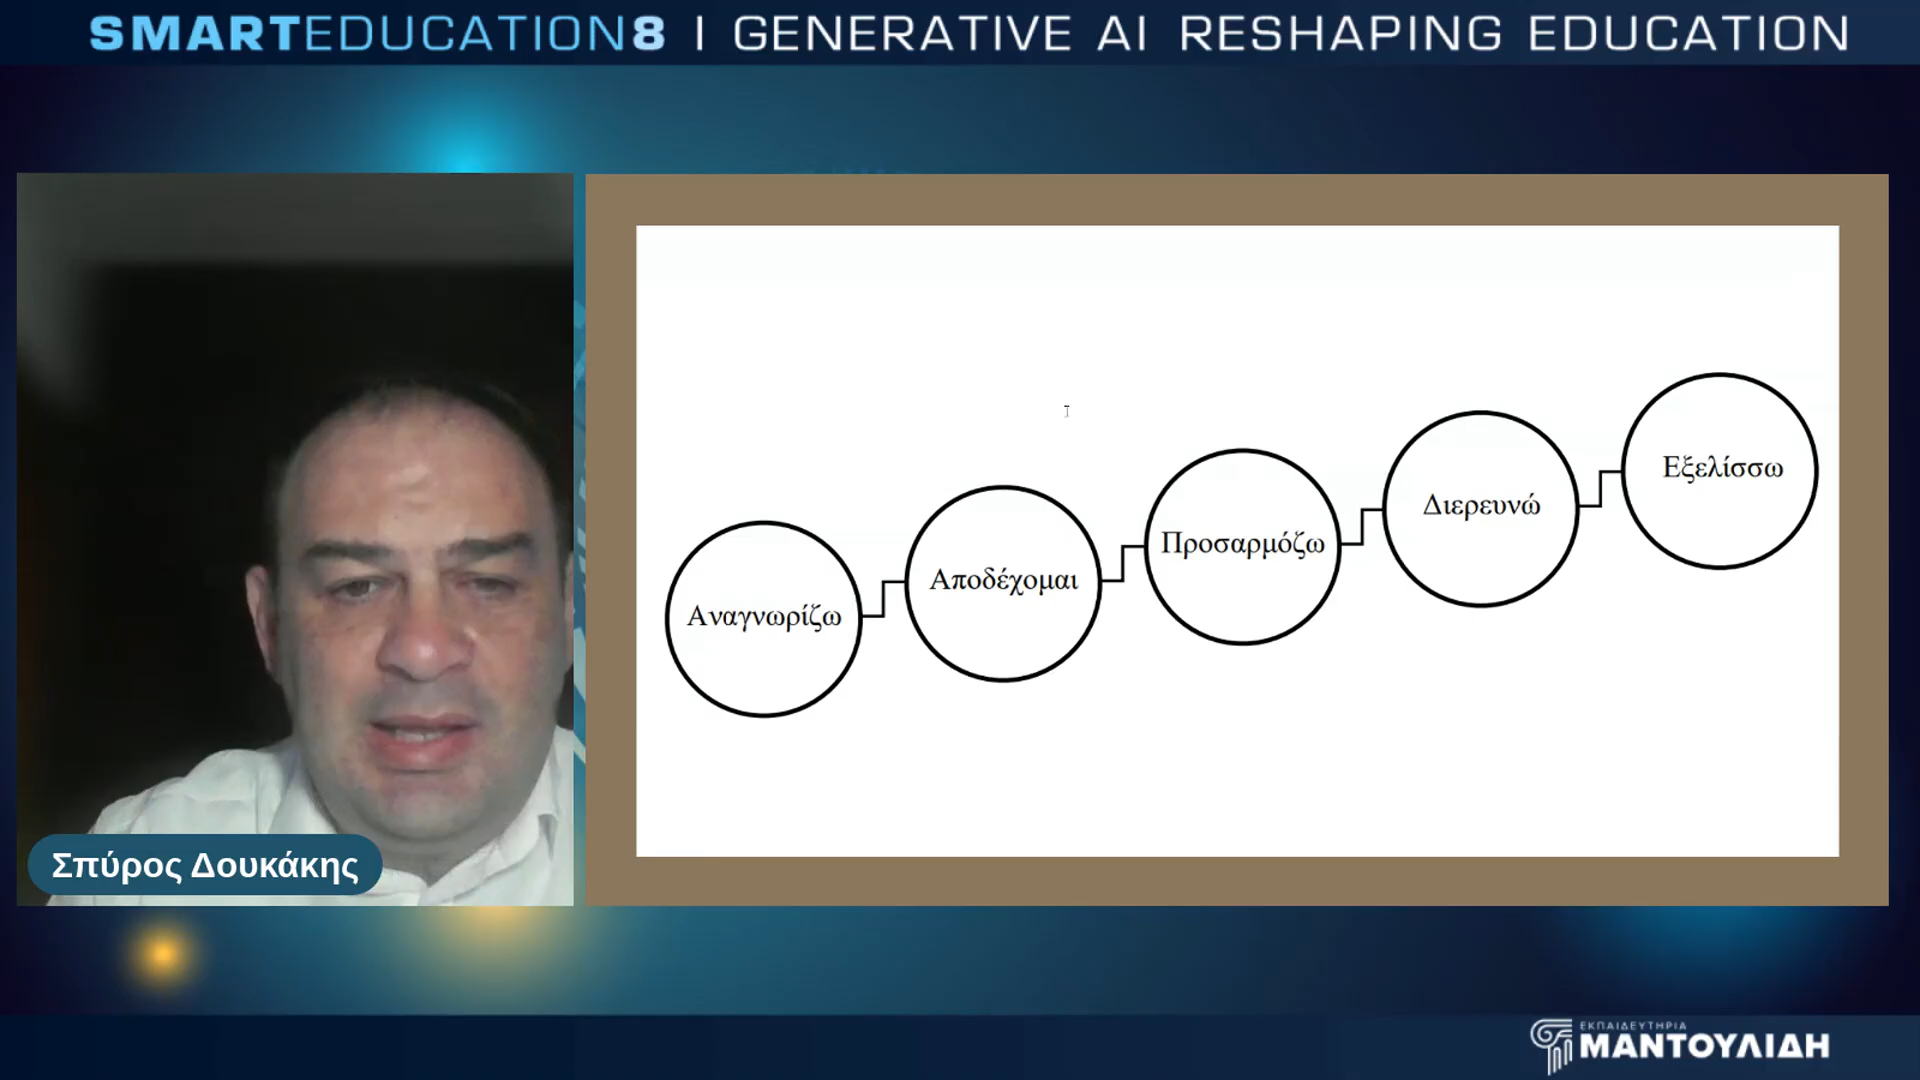 SMARTEDUCATION8 | GENERATIVE AI RESHAPING EDUCATION
Εξελίσσω
Διερευνώ
Προσαρμόζω
Αποδέχομαι
Αναγνωρίζω
Σπύρος Δουκάκης
ΕΚΠΑΙΔΕΥΤΗΡΙΑ
ΜΑΝΤΟΥΛΙΔΗ